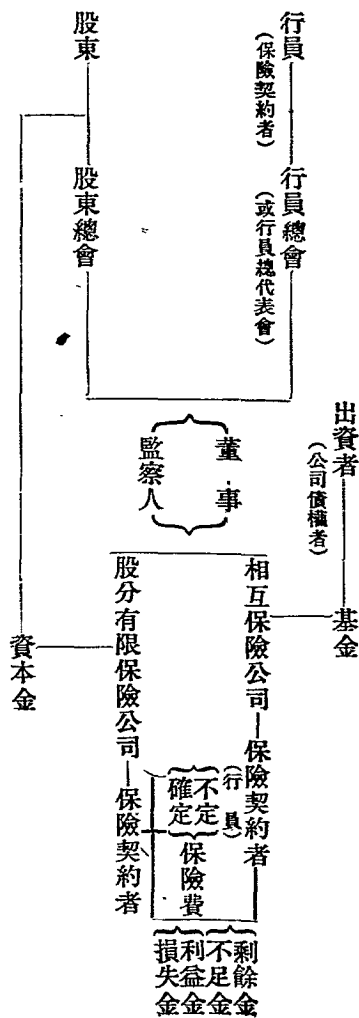 行員
(保險契約者)
行員總會
(或行員總代表會)
股東
股東總會
董事
監察人
出資者
(公司債權者)
基金
相互保險公司
保險契約者
(行員)
股分有限保險公司
保險契約者
資本金
不定
確定
保險費
剩餘金
不足金
利益金
損失金